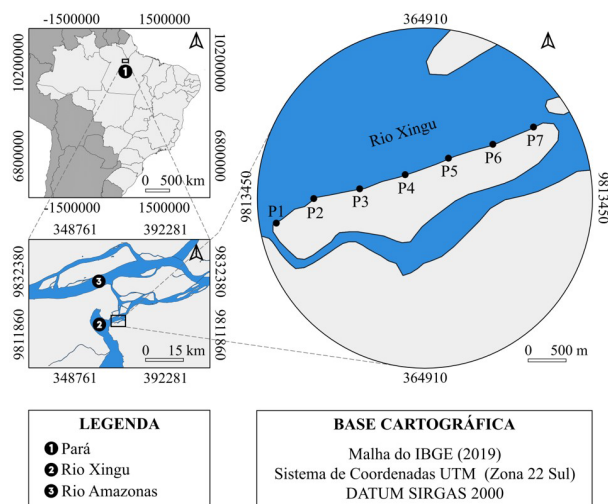 -1500000 1500000
10200000
10200000
6800000
6800000
1
0 500 km
-1500000 1500000
348761 392281
9832380
9832380
9811860
9811860
3
2
0 15 km
348761 392281
364910
Rio Xingu
P1
P2
P3
P4
P5
P6
P7
9813450
9813450
0 500 m
364910
LEGENDA
1 Pará
2 Rio Xingu
3 Rio Amazonas
BASE CARTOGRÁFICA
Malha do IBGE (2019)
Sistema de Coordenadas UTM (Zona 22 Sul)
DATUM SIRGAS 2000